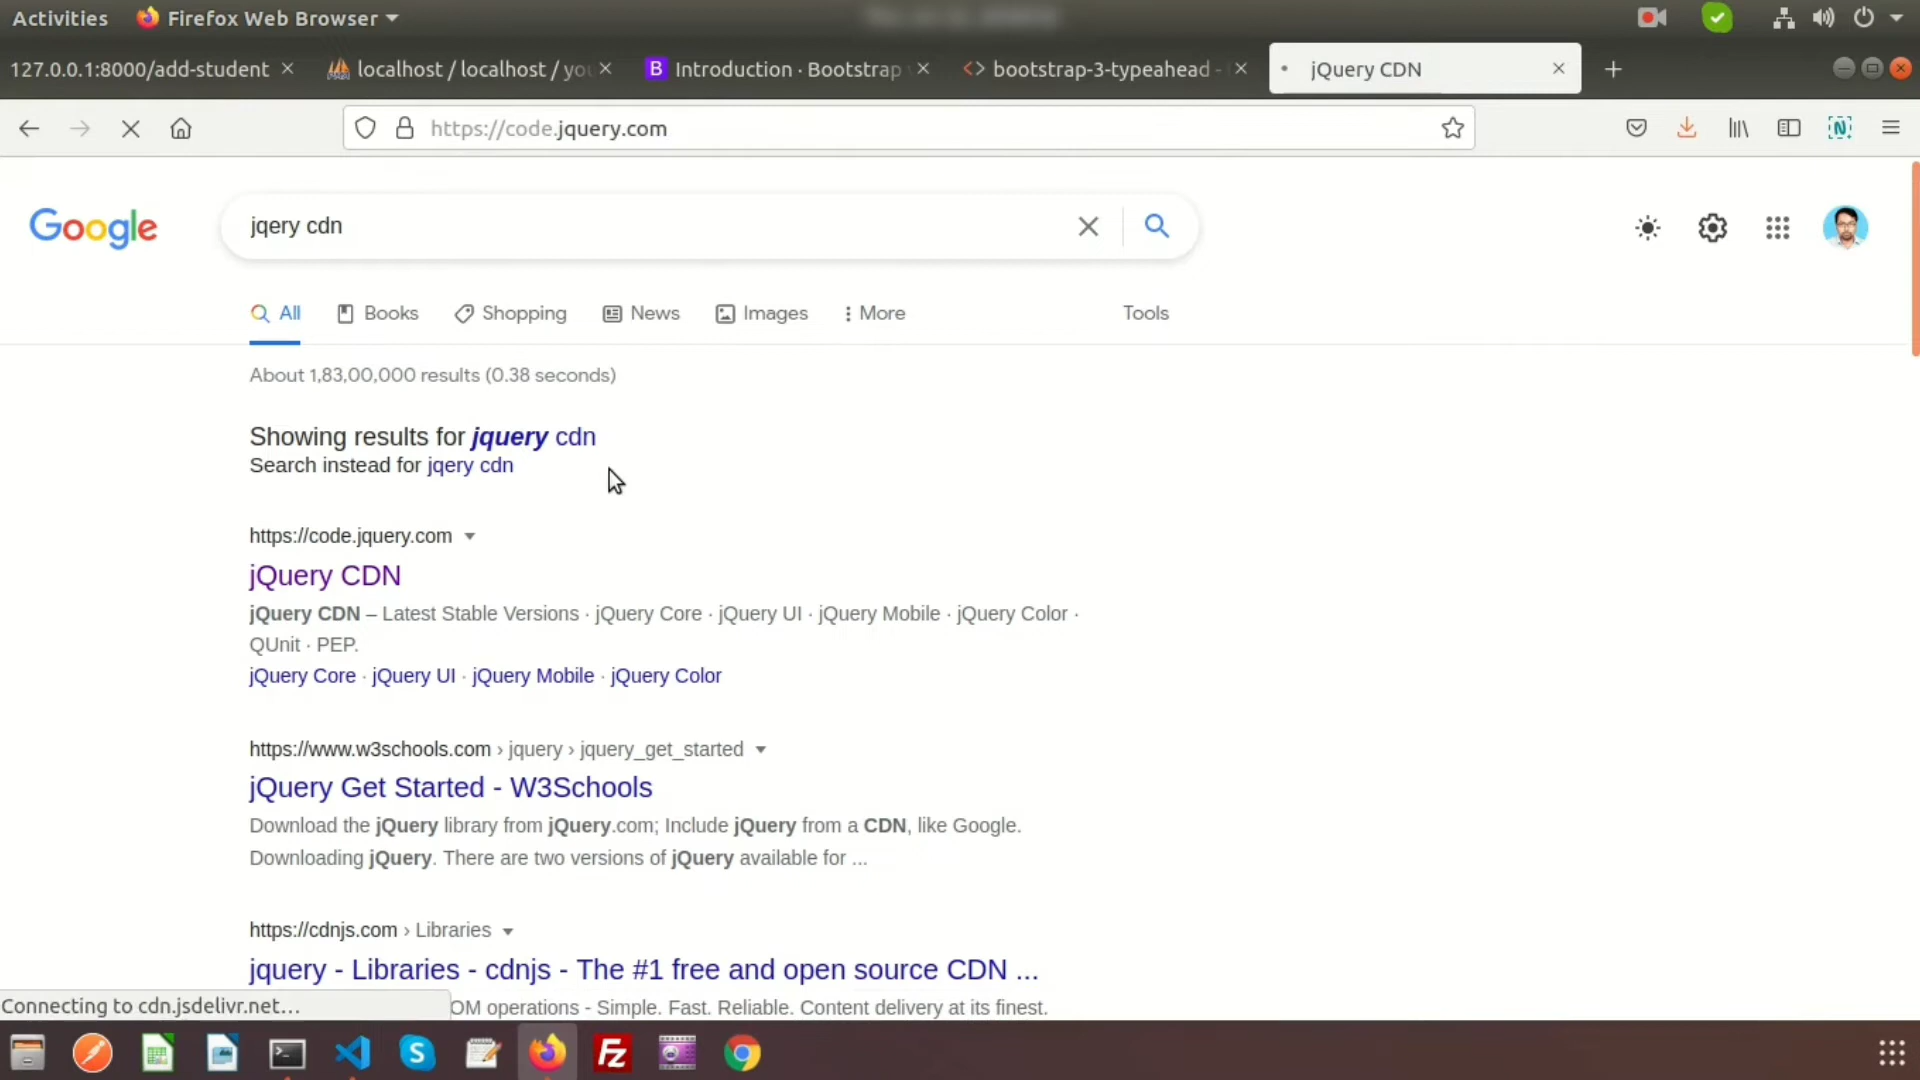 Activities Firefox Web Browser
127.0.0.1:8000/add-student localhost / localhost / you Introduction · Bootstrap bootstrap-3-typeahead - jQuery CDN
https://code.jquery.com
Google jqery cdn
All Books Shopping News Images More Tools
About 1,83,00,000 results (0.38 seconds)
Showing results for jquery cdn
Search instead for jqery cdn
https://code.jquery.com
jQuery CDN
jQuery CDN – Latest Stable Versions · jQuery Core · jQuery UI · jQuery Mobile · jQuery Color ·
QUnit · PEP.
jQuery Core · jQuery UI · jQuery Mobile · jQuery Color
https://www.w3schools.com › jquery › jquery_get_started
jQuery Get Started - W3Schools
Download the jQuery library from jQuery.com; Include jQuery from a CDN, like Google.
Downloading jQuery. There are two versions of jQuery available for ...
https://cdnjs.com › Libraries
jquery - Libraries - cdnjs - The #1 free and open source CDN ...
Connecting to cdn.jsdelivr.net… OM operations - Simple. Fast. Reliable. Content delivery at its finest.